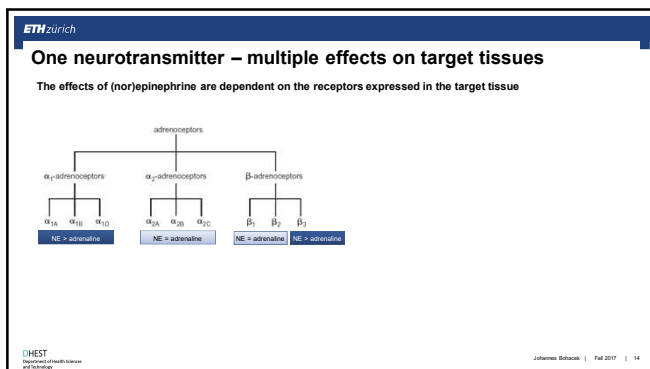 ETH zürich
One neurotransmitter – multiple effects on target tissues
The effects of (nor)epinephrine are dependent on the receptors expressed in the target tissue
adrenoceptors
α1-adrenoceptors α2-adrenoceptors β-adrenoceptors
α1A α1B α1D α2A α2B α2C β1 β2 β3
NE > adrenaline NE = adrenaline NE = adrenaline NE > adrenaline
DHEST
Department of Health Sciences
and Technology
Johannes Bohacek | Fall 2017 | 14